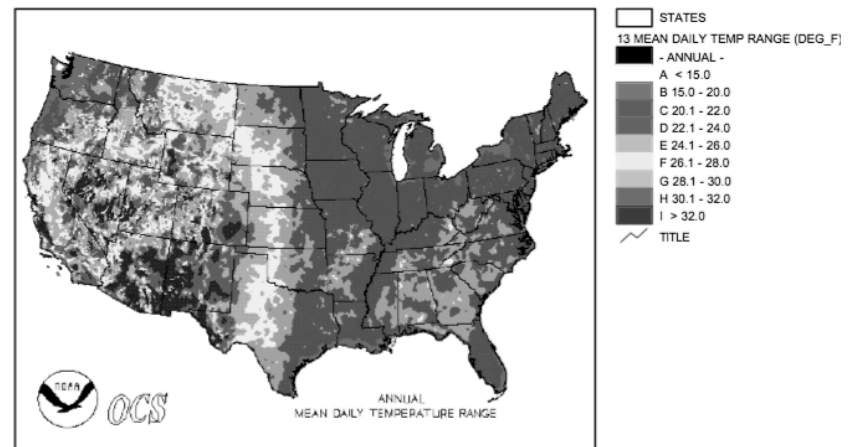 STATES
13 MEAN DAILY TEMP RANGE (DEG_F)
- ANNUAL -
A < 15.0
B 15.0 - 20.0
C 20.1 - 22.0
D 22.1 - 24.0
E 24.1 - 26.0
F 26.1 - 28.0
G 28.1 - 30.0
H 30.1 - 32.0
I > 32.0
TITLE
NOAA
OCS
ANNUAL
MEAN DAILY TEMPERATURE RANGE